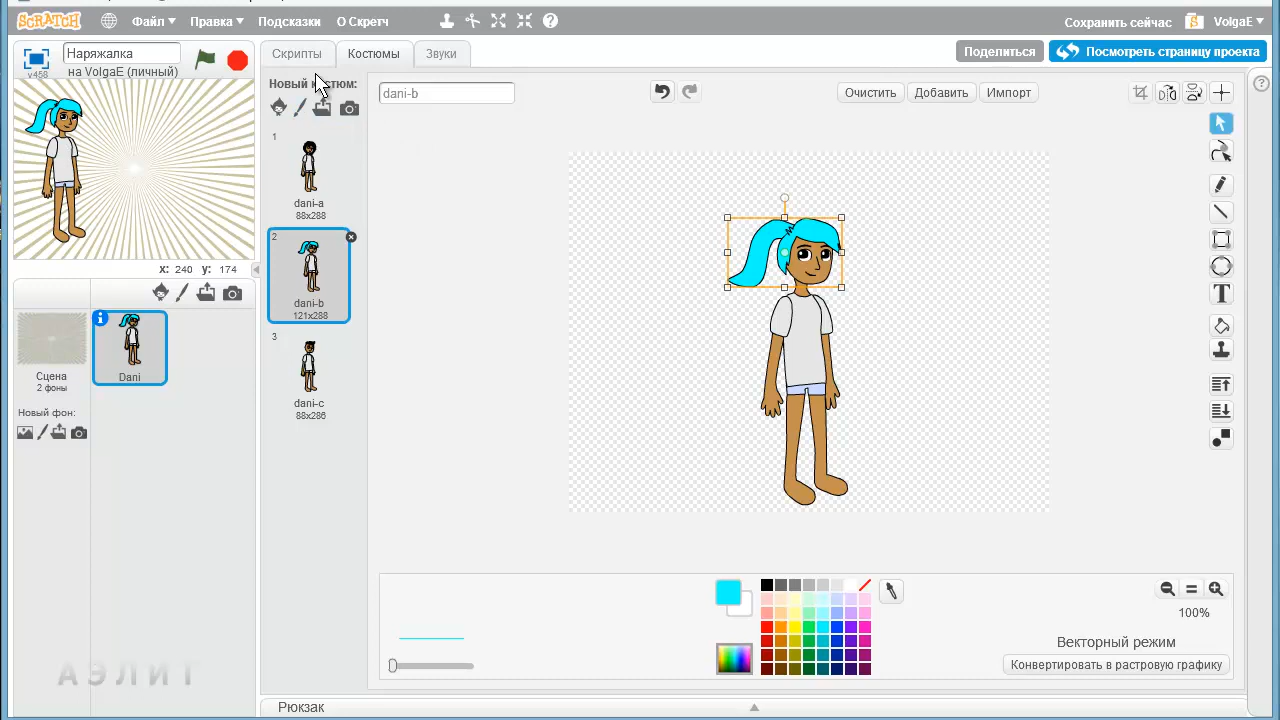 SCRATCH
Файл
Правка
Подсказки
О Скретч
Сохранить сейчас
VolgaE
Наряжалка
на VolgaE (личный)
v458
Скрипты
Костюмы
Звуки
Поделиться
Посмотреть страницу проекта
Новый костюм:
dani-b
Очистить
Добавить
Импорт
1
dani-a
88x288
2
dani-b
121x288
3
dani-c
88x286
x: 240 y: 174
Сцена
2 фоны
Новый фон:
Dani
T
100%
Векторный режим
Конвертировать в растровую графику
Рюкзак